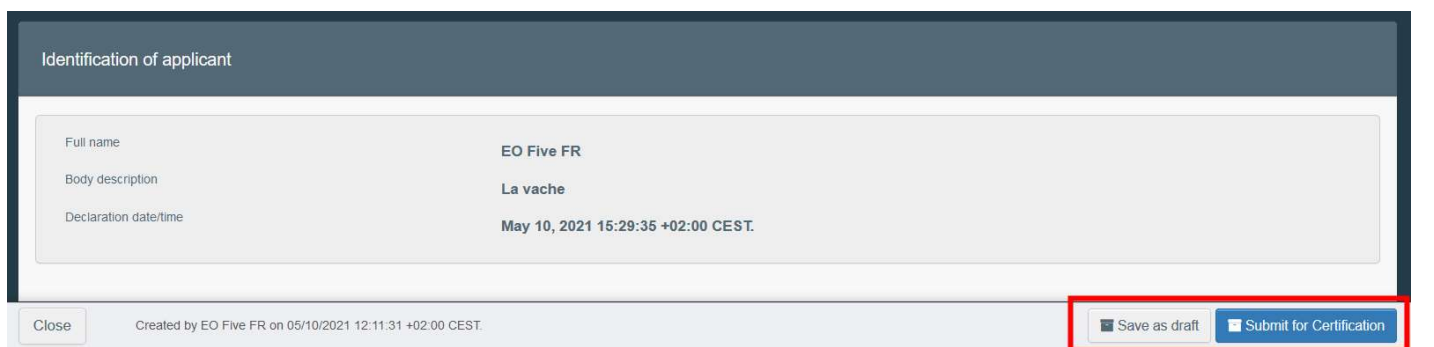 Identification of applicant
Full name
EO Five FR
Body description
La vache
Declaration date/time
May 10, 2021 15:29:35 +02:00 CEST.
Close
Created by EO Five FR on 05/10/2021 12:11:31 +02:00 CEST.
Save as draft
Submit for Certification